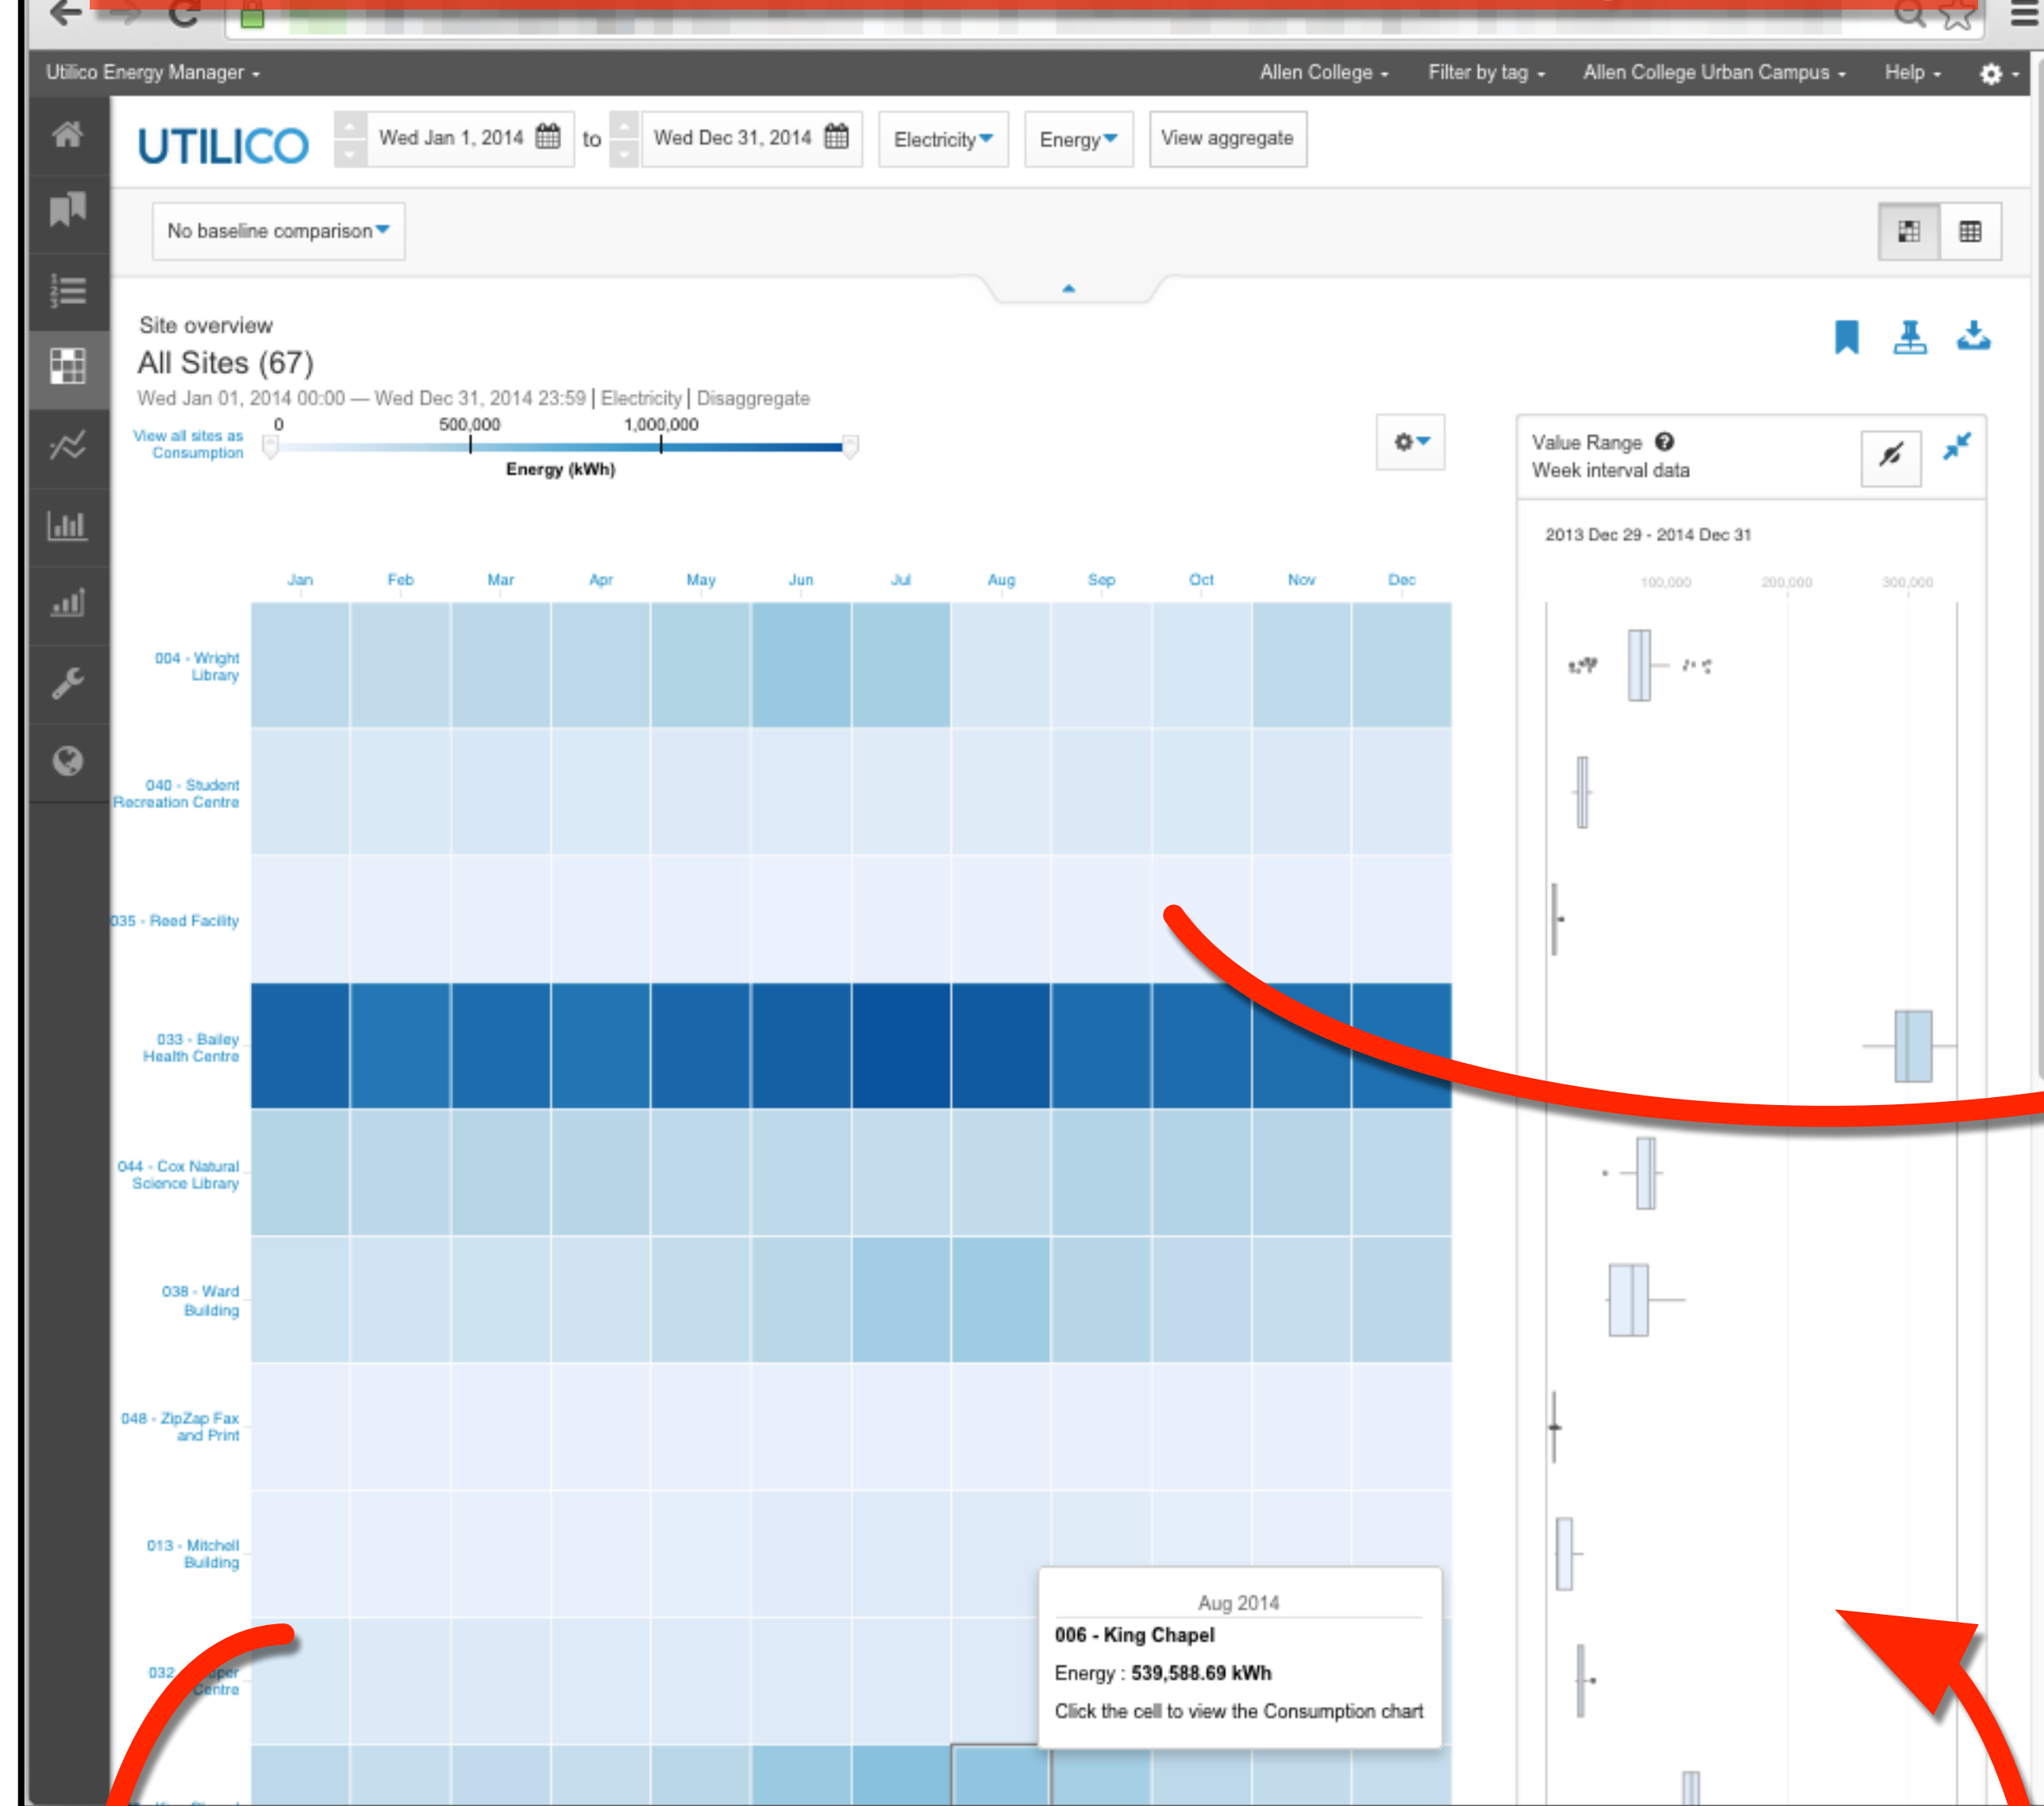 Utilico Energy Manager
Allen College
Filter by tag
Allen College Urban Campus
Help
UTILICO
Wed Jan 1, 2014
to
Wed Dec 31, 2014
Electricity
Energy
View aggregate
No baseline comparison
Site overview
All Sites (67)
Wed Jan 01, 2014 00:00 — Wed Dec 31, 2014 23:59 | Electricity | Disaggregate
View all sites as
Consumption
0 500,000 1,000,000
Energy (kWh)
Value Range
Week interval data
2013 Dec 29 - 2014 Dec 31
100,000 200,000 300,000
Jan Feb Mar Apr May Jun Jul Aug Sep Oct Nov Dec
004 - Wright
Library
040 - Student
Recreation Centre
035 - Reed Facility
033 - Bailey
Health Centre
044 - Cox Natural
Science Library
038 - Ward
Building
048 - ZipZap Fax
and Print
013 - Mitchell
Building
032
Centre
Aug 2014
006 - King Chapel
Energy : 539,588.69 kWh
Click the cell to view the Consumption chart